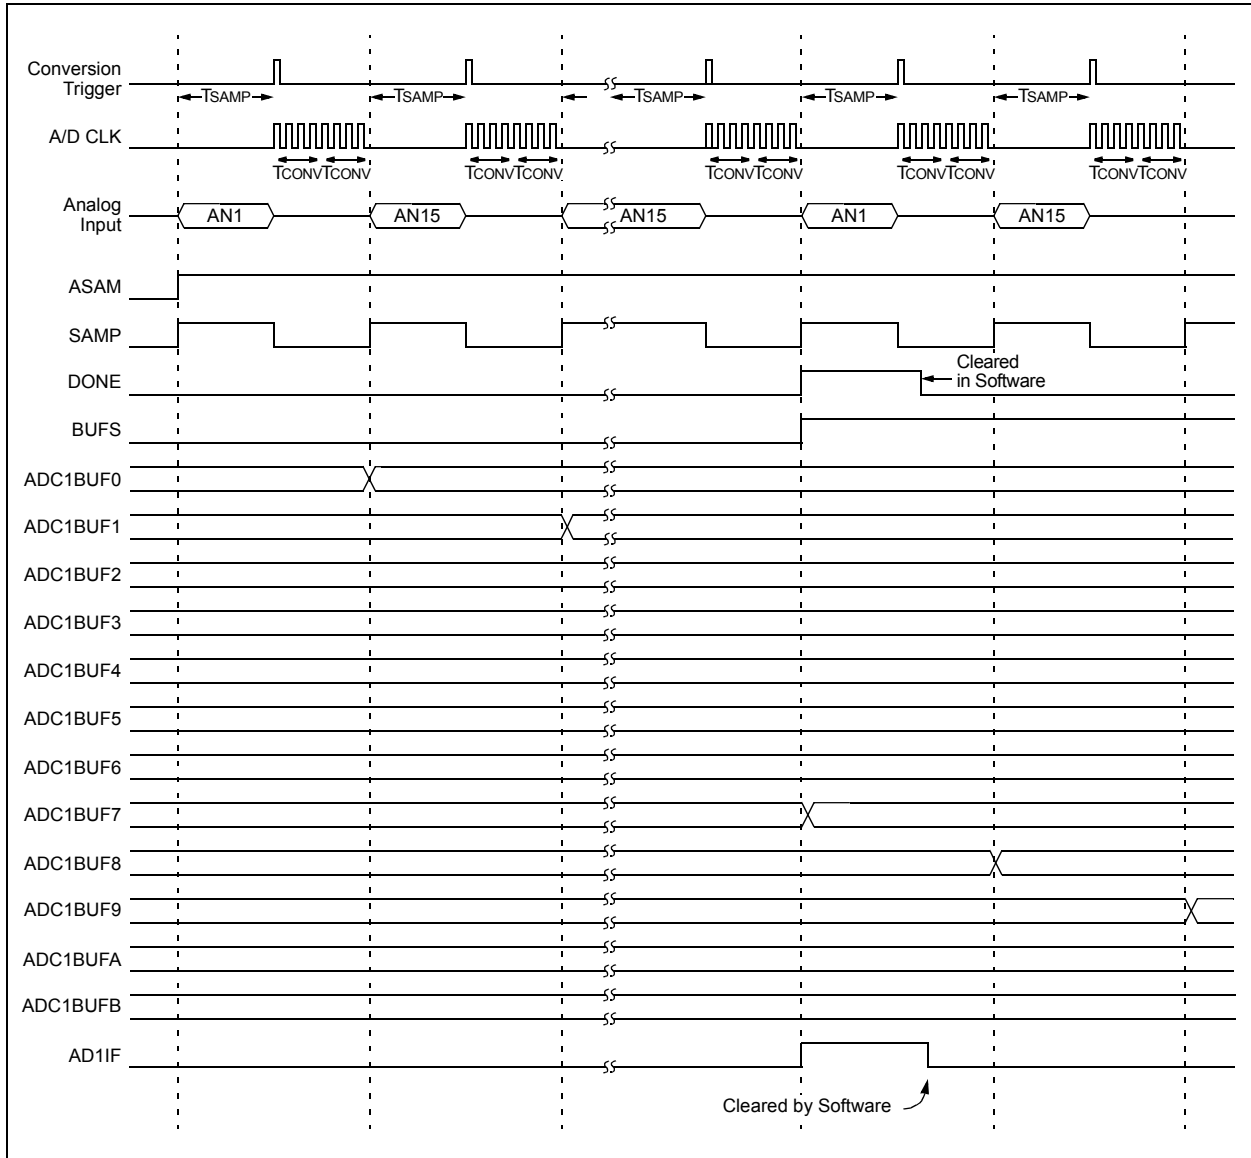 Conversion
Trigger
TSAMP TSAMP TSAMP TSAMP TSAMP
A/D CLK
TCONV TCONV TCONV TCONV TCONV TCONV TCONV TCONV TCONV TCONV
Analog
Input
AN1 AN15 AN15 AN1 AN15
ASAM
SAMP
DONE
Cleared
in Software
BUFS
ADC1BUF0
ADC1BUF1
ADC1BUF2
ADC1BUF3
ADC1BUF4
ADC1BUF5
ADC1BUF6
ADC1BUF7
ADC1BUF8
ADC1BUF9
ADC1BUFA
ADC1BUFB
AD1IF
Cleared by Software